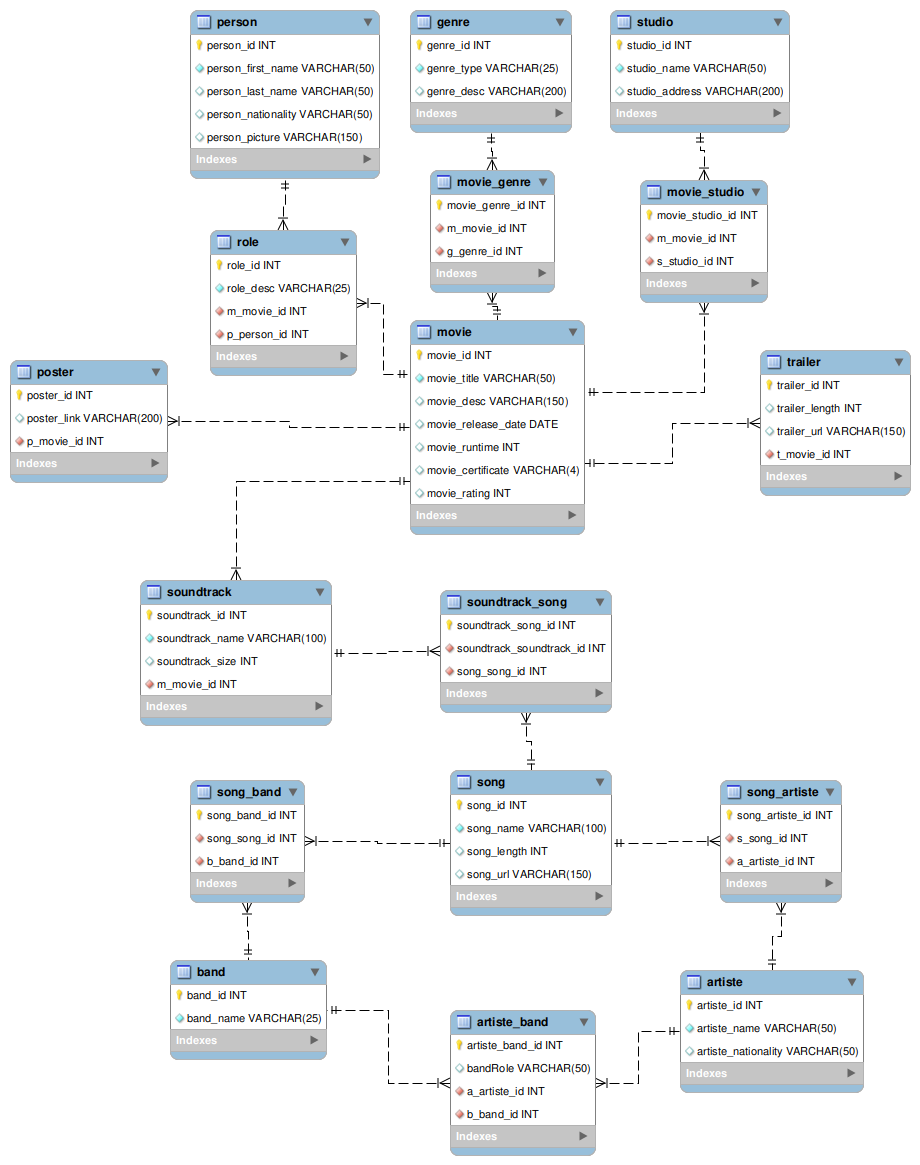 person
person_id INT
person_first_name VARCHAR(50)
person_last_name VARCHAR(50)
person_nationality VARCHAR(50)
person_picture VARCHAR(150)
Indexes
genre
genre_id INT
genre_type VARCHAR(25)
genre_desc VARCHAR(200)
Indexes
studio
studio_id INT
studio_name VARCHAR(50)
studio_address VARCHAR(200)
Indexes
movie_genre
movie_genre_id INT
m_movie_id INT
g_genre_id INT
Indexes
movie_studio
movie_studio_id INT
m_movie_id INT
s_studio_id INT
Indexes
role
role_id INT
role_desc VARCHAR(25)
m_movie_id INT
p_person_id INT
Indexes
movie
movie_id INT
movie_title VARCHAR(50)
movie_desc VARCHAR(150)
movie_release_date DATE
movie_runtime INT
movie_certificate VARCHAR(4)
movie_rating INT
Indexes
poster
poster_id INT
poster_link VARCHAR(200)
p_movie_id INT
Indexes
trailer
trailer_id INT
trailer_length INT
trailer_url VARCHAR(150)
t_movie_id INT
Indexes
soundtrack
soundtrack_id INT
soundtrack_name VARCHAR(100)
soundtrack_size INT
m_movie_id INT
Indexes
soundtrack_song
soundtrack_song_id INT
soundtrack_soundtrack_id INT
song_song_id INT
Indexes
song_band
song_band_id INT
song_song_id INT
b_band_id INT
Indexes
song
song_id INT
song_name VARCHAR(100)
song_length INT
song_url VARCHAR(150)
Indexes
song_artiste
song_artiste_id INT
s_song_id INT
a_artiste_id INT
Indexes
band
band_id INT
band_name VARCHAR(25)
Indexes
artiste_band
artiste_band_id INT
bandRole VARCHAR(50)
a_artiste_id INT
b_band_id INT
Indexes
artiste
artiste_id INT
artiste_name VARCHAR(50)
artiste_nationality VARCHAR(50)
Indexes